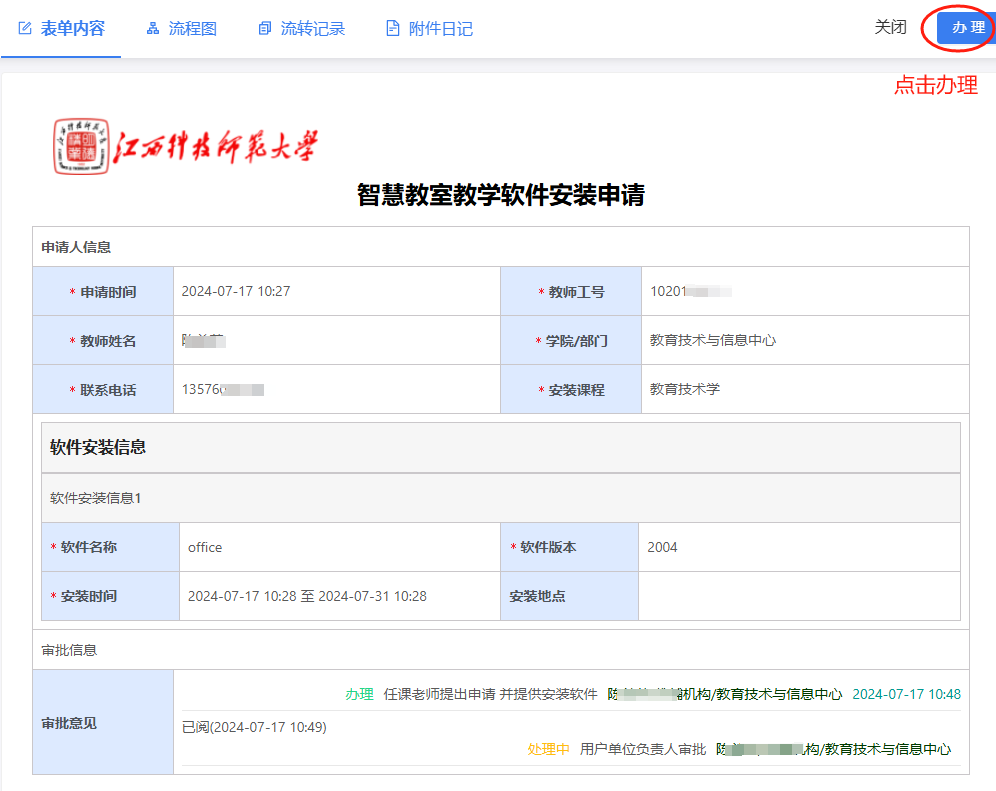 表单内容 流程图 流转记录 附件日记 关闭 办 理
点击办理
江西科技师范大学
智慧教室教学软件安装申请
申请人信息
* 申请时间 2024-07-17 10:27 * 教师工号 10201
* 教师姓名 * 学院/部门 教育技术与信息中心
* 联系电话 13576 * 安装课程 教育技术学
软件安装信息
软件安装信息1
* 软件名称 office * 软件版本 2004
* 安装时间 2024-07-17 10:28 至 2024-07-31 10:28 安装地点
审批信息
办理 任课老师提出申请 并提供安装软件 陈 机构/教育技术与信息中心 2024-07-17 10:48
审批意见
已阅(2024-07-17 10:49)
处理中 用户单位负责人审批 陈 构/教育技术与信息中心